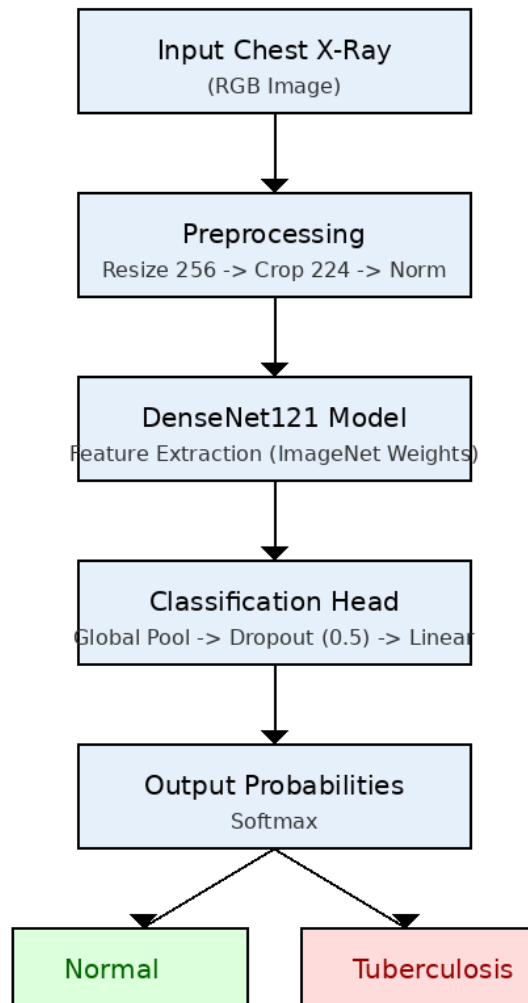 Input Chest X-Ray
(RGB Image)
Preprocessing
Resize 256 -> Crop 224 -> Norm
DenseNet121 Model
Feature Extraction (ImageNet Weights)
Classification Head
Global Pool -> Dropout (0.5) -> Linear
Output Probabilities
Softmax
Normal
Tuberculosis